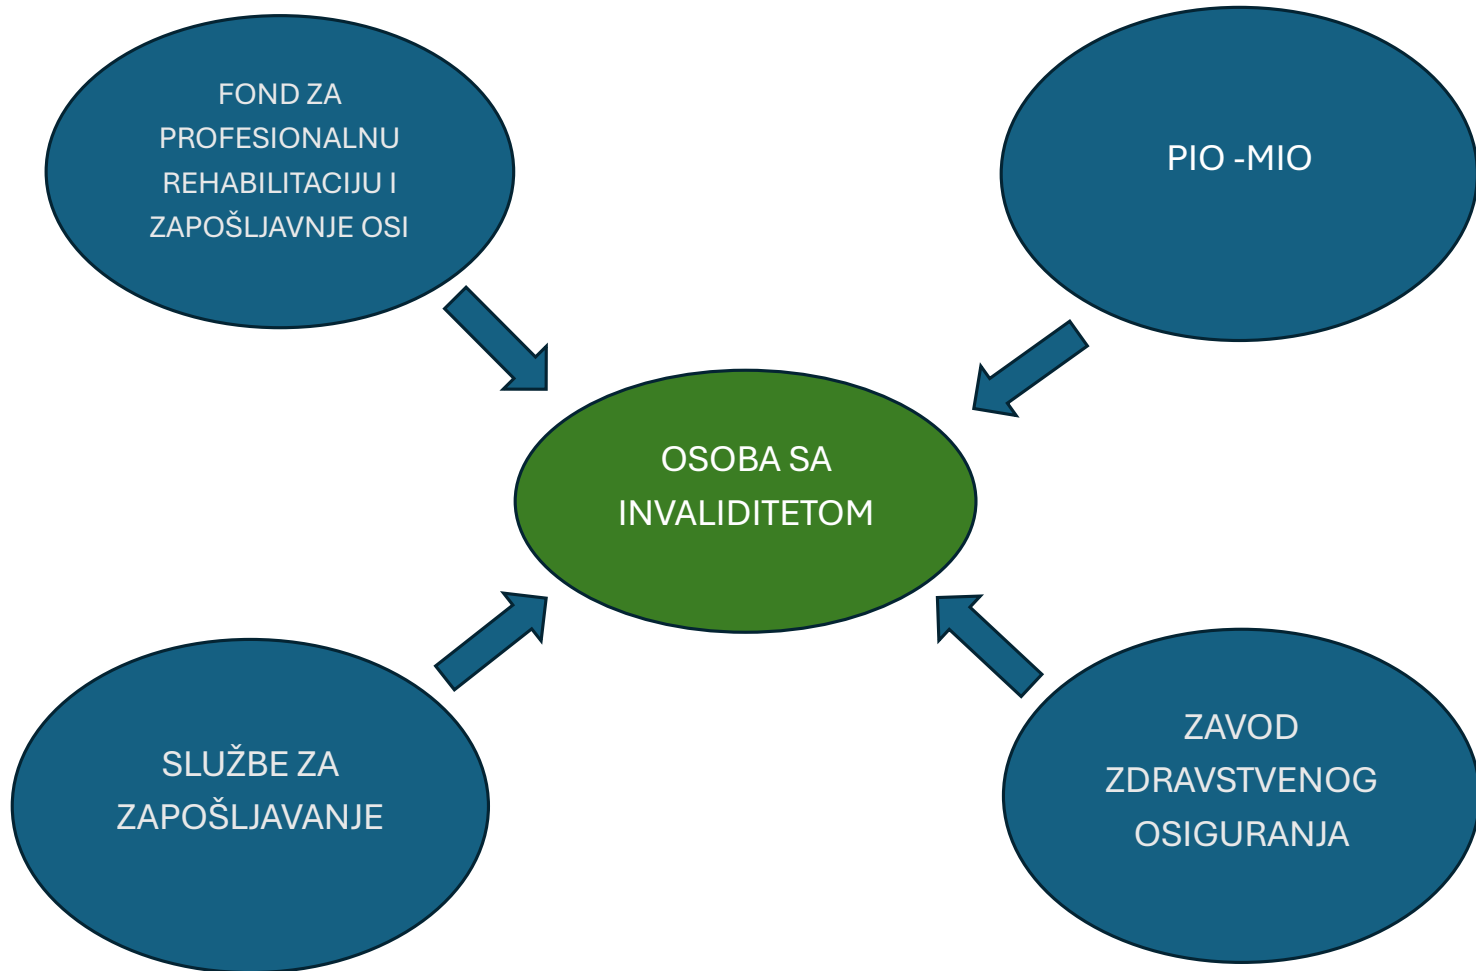 FOND ZA
PROFESIONALNU
REHABILITACIJU I
ZAPOŠLJAVNJE OSI
PIO -MIO
OSOBA SA
INVALIDITETOM
SLUŽBE ZA
ZAPOŠLJAVANJE
ZAVOD
ZDRAVSTVENOG
OSIGURANJA